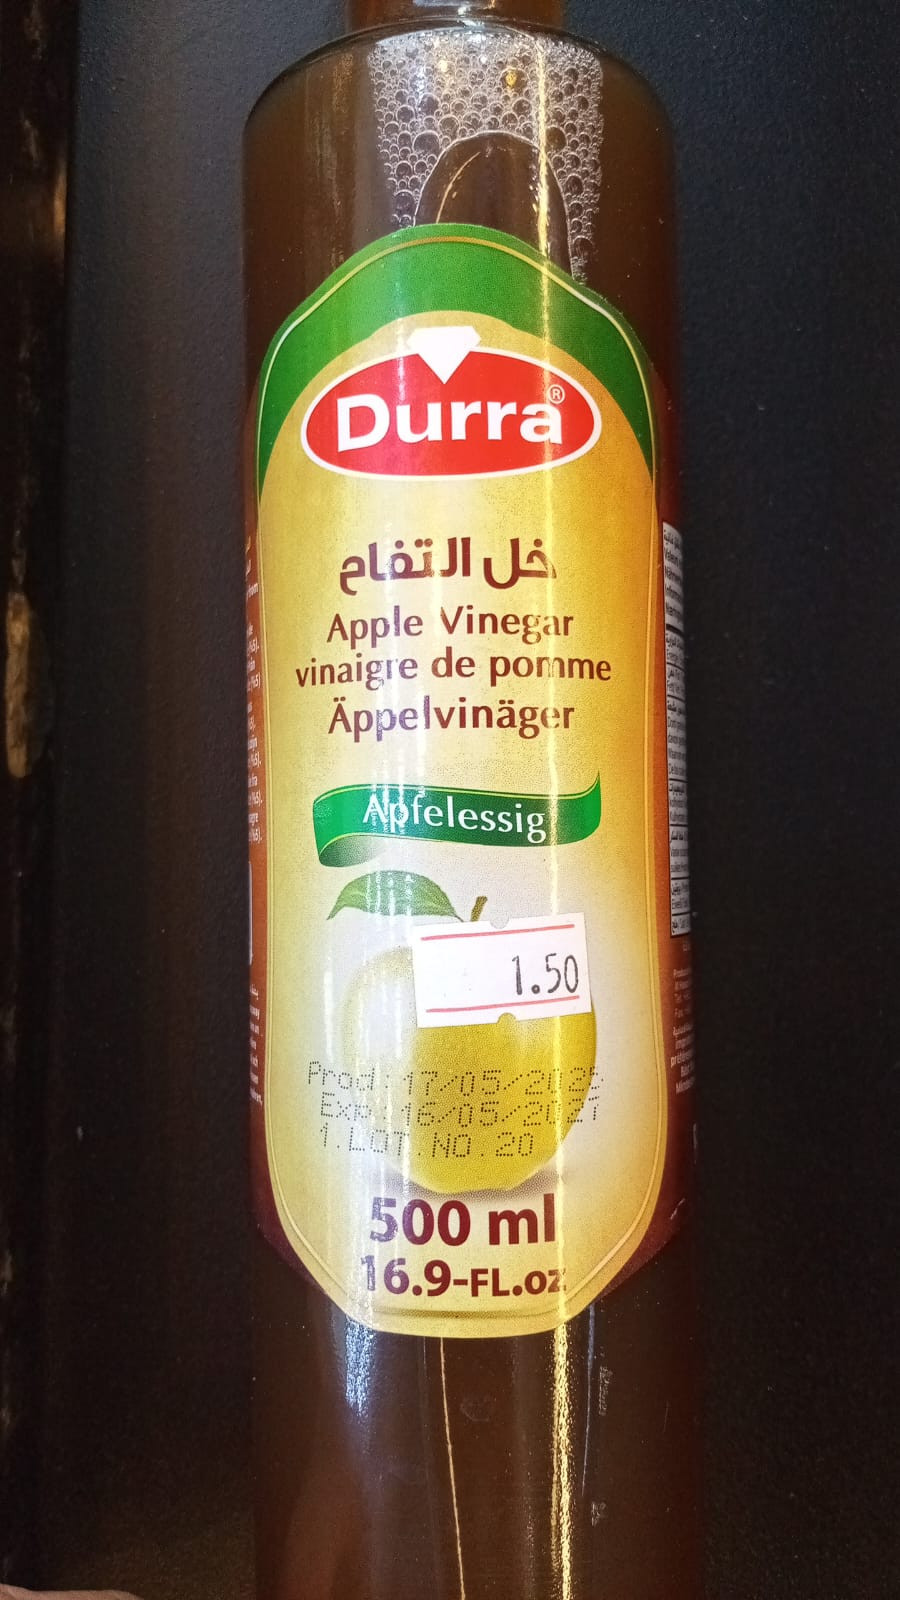 Durra®
خل التفاح
Apple Vinegar
vinaigre de pomme
Äppelvinäger
Apfelessig
1.50
Prod:17/05/2025
Exp:16/05/2027
1.LOT.NO.20
500 ml
16.9-FL.oz